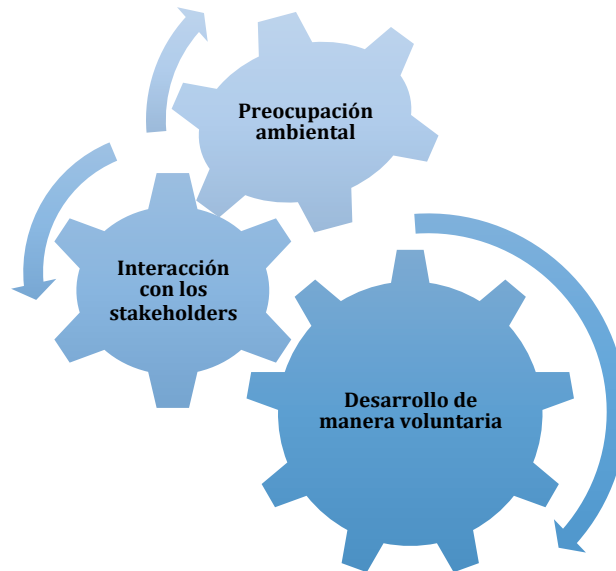 Preocupación
ambiental
Interacción
con los
stakeholders
Desarrollo de
manera voluntaria